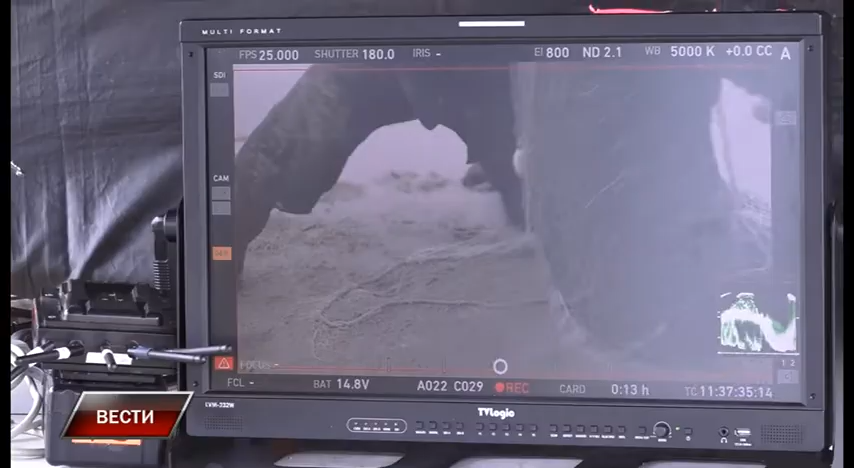 MULTI FORMAT
FPS 25.000 SHUTTER 180.0 IRIS - EI 800 ND 2.1 WB 5000 K +0.0 CC A
SDI
CAM
FOCUS
FCL - BAT 14.8V A022 C029 REC CARD 0:13 h TC 11:37:35:14
1 2
LVM-232W
TVLogic
ВЕСТИ